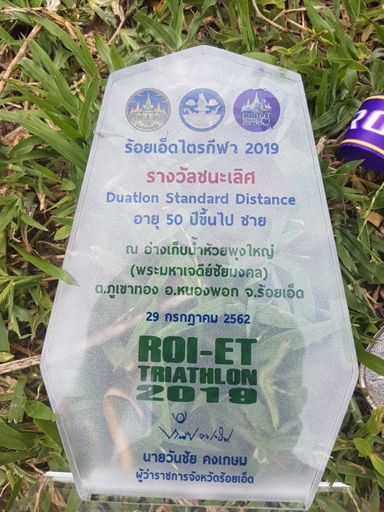 ร้อยเอ็ดไตรกีฬา 2019
รางวัลชนะเลิศ
Duatlon Standard Distance
อายุ 50 ปีขึ้นไป ชาย
ณ อ่างเก็บน้ำห้วยพุงใหญ่
(พระมหาเจดีย์ชัยมงคล)
ต.ภูเขาทอง อ.หนองพอก จ.ร้อยเอ็ด
29 กรกฎาคม 2562
ROI-ET
TRIATHLON
2019
นายวันชัย คงเกษม
ผู้ว่าราชการจังหวัดร้อยเอ็ด
RO